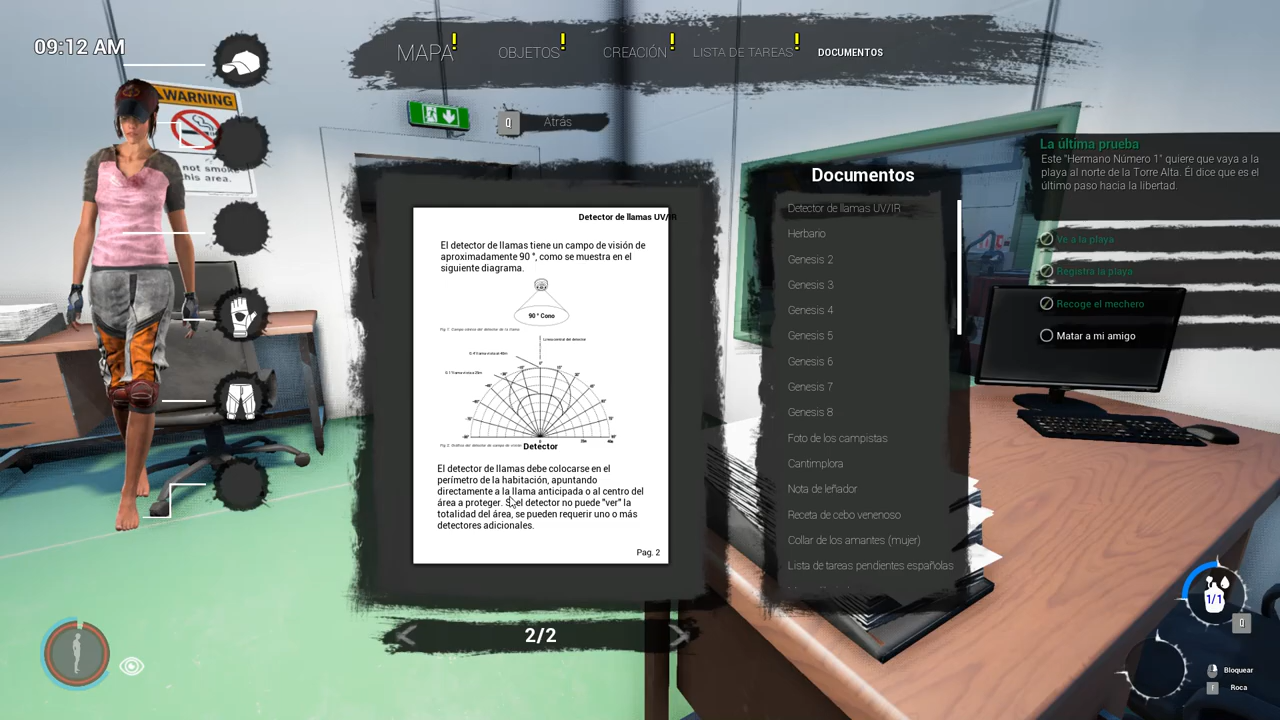 09:12 AM
MAPA!
OBJETOS!
CREACIÓN!
LISTA DE TAREAS!
DOCUMENTOS
Q
Atrás
WARNING
not smoke
this area.
Detector de llamas UV/IR
El detector de llamas tiene un campo de visión de
aproximadamente 90 °, como se muestra en el
siguiente diagrama.
90 ° Cono
Linea central del detector
Detector
El detector de llamas debe colocarse en el
perímetro de la habitación, apuntando
directamente a la llama anticipada o al centro del
área a proteger. Si el detector no puede "ver" la
totalidad del área, se pueden requerir uno o más
detectores adicionales.
Pag. 2
2/2
Documentos
Detector de llamas UV/IR
Herbario
Genesis 2
Genesis 3
Genesis 4
Genesis 5
Genesis 6
Genesis 7
Genesis 8
Foto de los campistas
Cantimplora
Nota de leñador
Receta de cebo venenoso
Collar de los amantes (mujer)
Lista de tareas pendientes españolas
La última prueba
Este "Hermano Número 1" quiere que vaya a la
playa al norte de la Torre Alta. Él dice que es el
último paso hacia la libertad.
Ve a la playa
Registra la playa
Recoge el mechero
Matar a mi amigo
1/1
Q
Bloquear
F
Roca